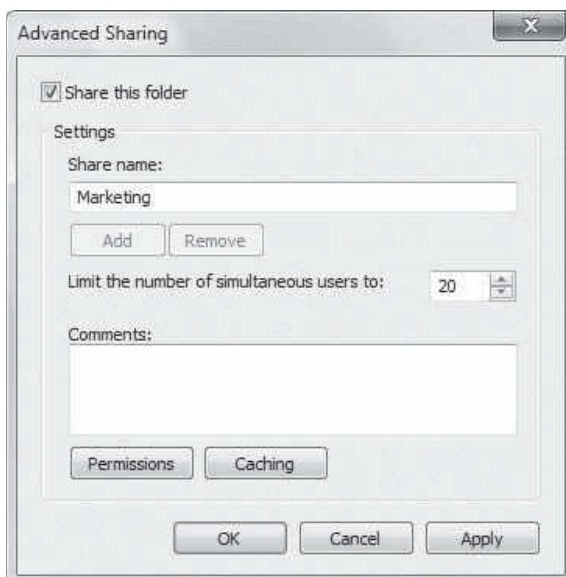 Advanced Sharing
Share this folder
Settings
Share name:
Marketing
Add Remove
Limit the number of simultaneous users to: 20
Comments:
Permissions Caching
OK Cancel Apply